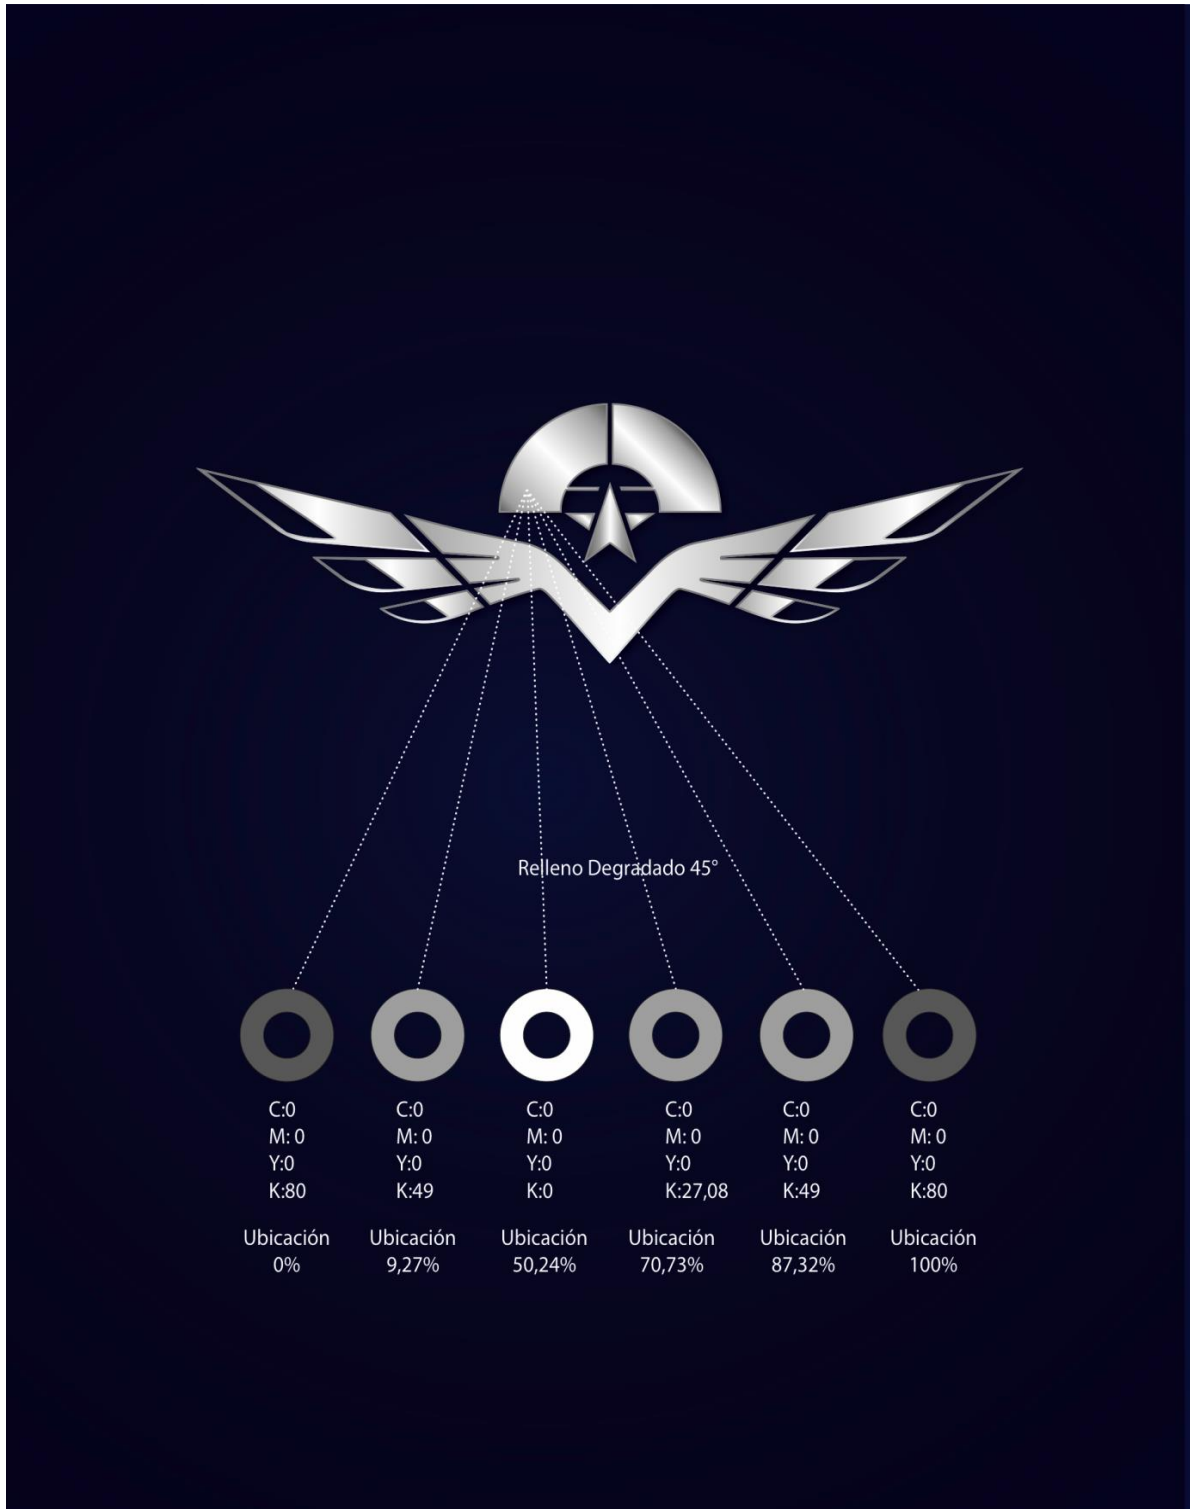 Relleno Degradado 45°
C:0 C:0 C:0 C:0 C:0 C:0
M: 0 M: 0 M: 0 M: 0 M: 0 M: 0
Y:0 Y:0 Y:0 Y:0 Y:0 Y:0
K:80 K:49 K:0 K:27,08 K:49 K:80
Ubicación Ubicación Ubicación Ubicación Ubicación Ubicación
0% 9,27% 50,24% 70,73% 87,32% 100%